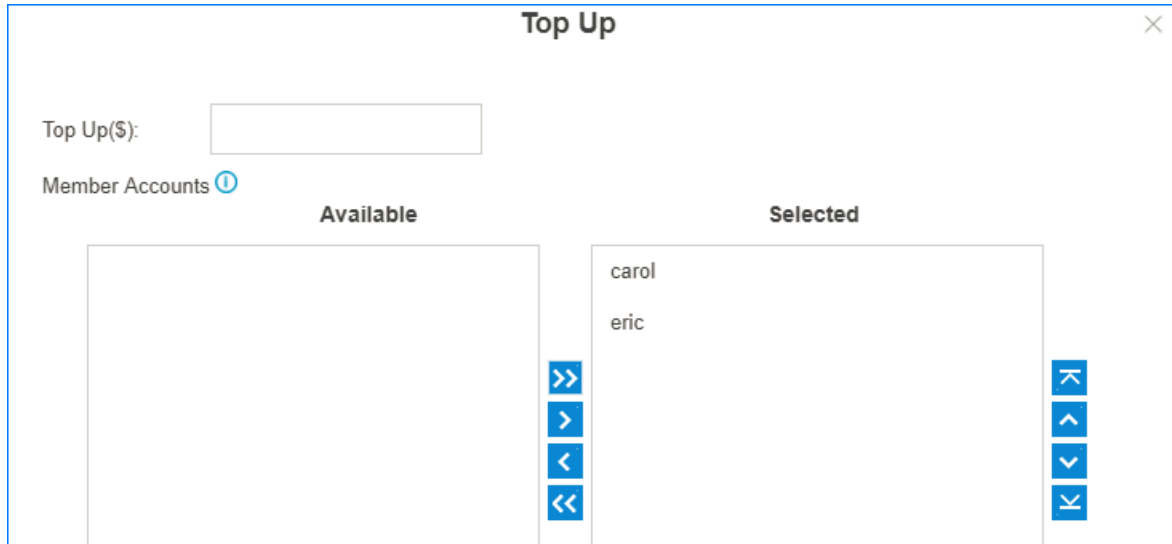 Top Up
Top Up($):
Member Accounts
Available Selected
carol
eric